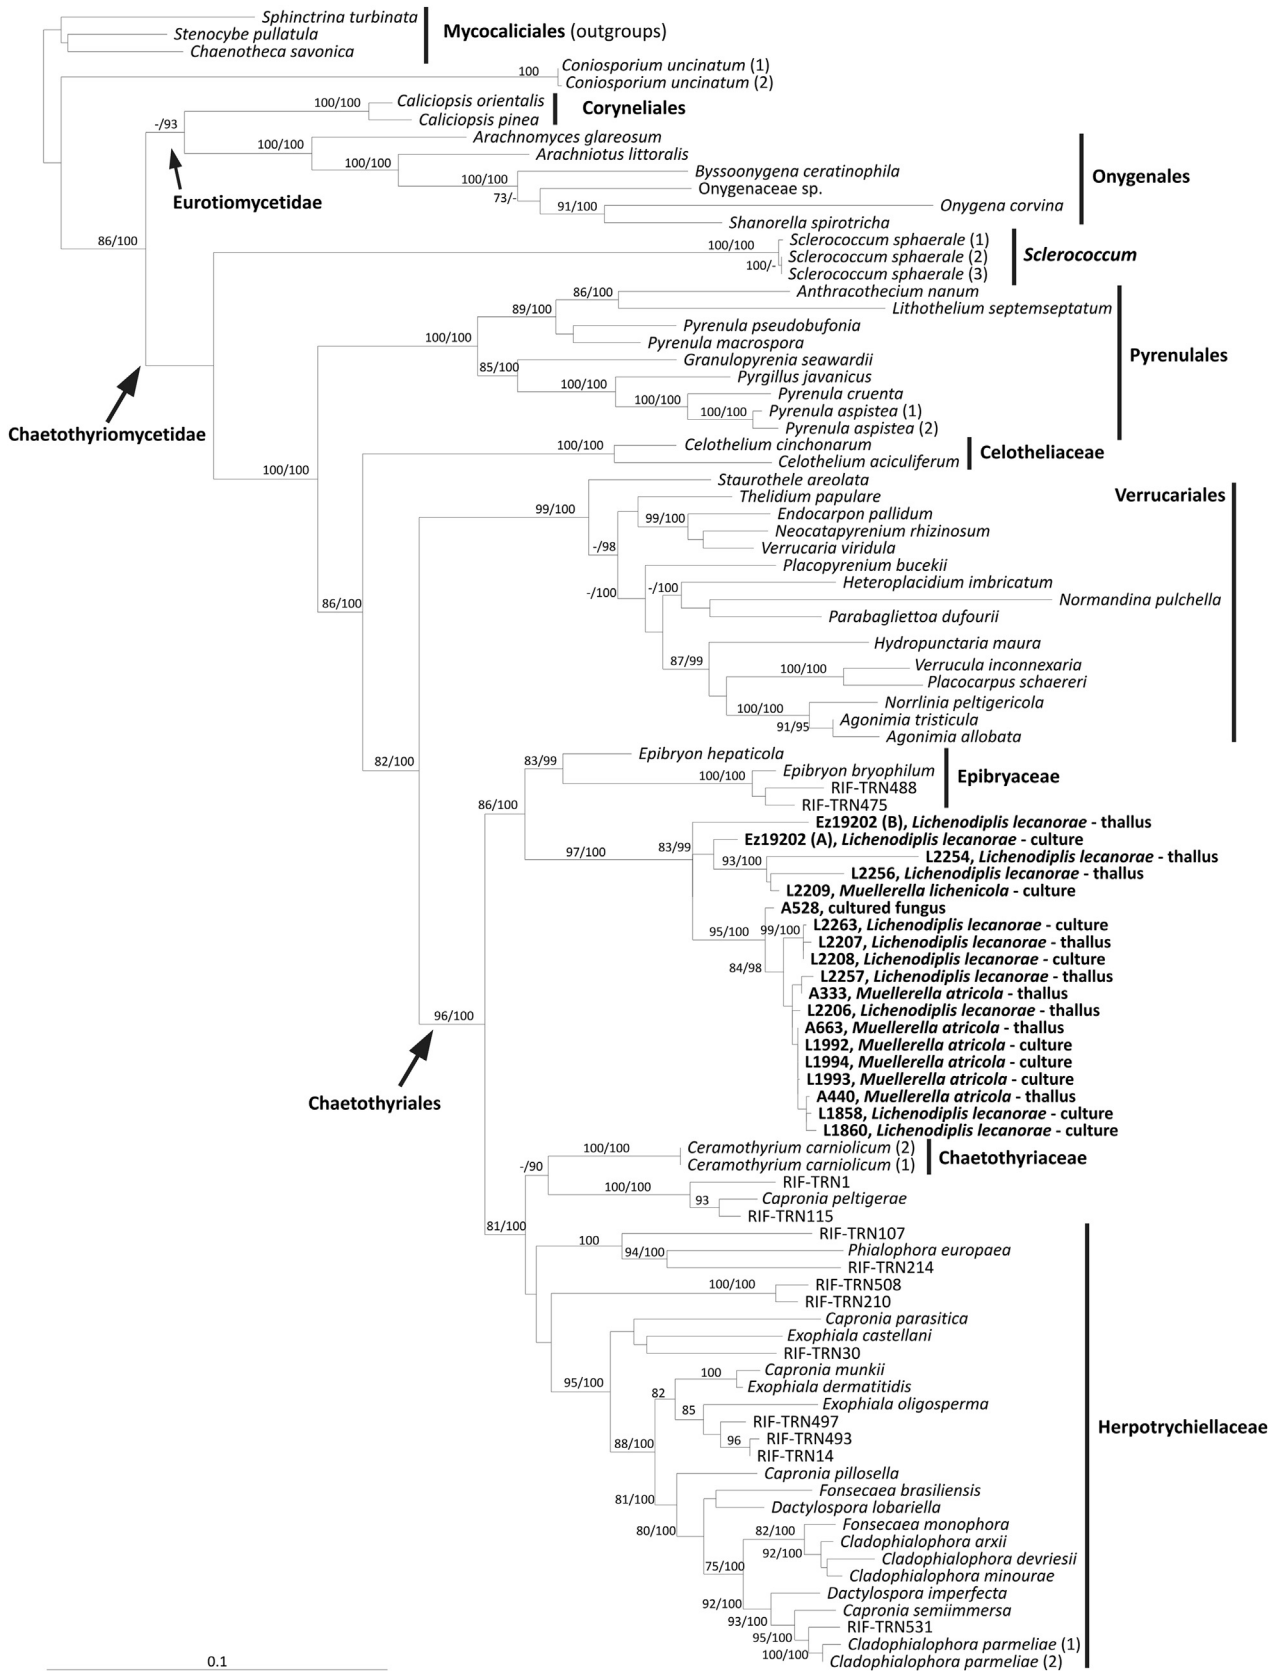 Sphinctrina turbinata
Stenocybe pullatula
Chaenotheca savonica
Mycocaliciales (outgroups)
Coniosporium uncinatum (1)
100
Coniosporium uncinatum (2)
Caliciopsis orientalis
100/100
Caliciopsis pinea
Coryneliales
-/93
Arachnomyces glareosum
100/100
Arachniotus littoralis
100/100
Byssoonygena ceratinophila
100/100
Onygenaceae sp.
73/-
Onygena corvina
91/100
Shanorella spirotricha
Onygenales
Eurotiomycetidae
86/100
Sclerococcum sphaerale (1)
100/100
Sclerococcum sphaerale (2)
100/-
Sclerococcum sphaerale (3)
Sclerococcum
Anthracothecium nanum
86/100
Lithothelium septemseptatum
89/100
Pyrenula pseudobufonia
100/100
Pyrenula macrospora
Granulopyrenia seawardii
85/100
Pyrgillus javanicus
100/100
Pyrenula cruenta
100/100
Pyrenula aspistea (1)
100/100
Pyrenula aspistea (2)
Pyrenulales
Chaetothyriomycetidae
Celothelium cinchonarum
100/100
Celothelium aciculiferum
Celotheliaceae
100/100
Staurothele areolata
Verrucariales
Thelidium papulare
99/100
Endocarpon pallidum
99/100
Neocatapyrenium rhizinosum
Verrucaria viridula
-/98
Placopyrenium bucekii
Heteroplacidium imbricatum
-/100
-/100
Normandina pulchella
86/100
Parabagliettoa dufourii
Hydropunctaria maura
87/99
Verrucula inconnexaria
100/100
Placocarpus schaereri
Norrlinia peltigericola
100/100
Agonimia tristicula
91/95
Agonimia allobata
82/100
Epibryon hepaticola
83/99
Epibryon bryophilum
100/100
RIF-TRN488
RIF-TRN475
Epibryaceae
86/100
Ez19202 (B), Lichenodiplis lecanorae - thallus
Ez19202 (A), Lichenodiplis lecanorae - culture
83/99
97/100
L2254, Lichenodiplis lecanorae - thallus
93/100
L2256, Lichenodiplis lecanorae - thallus
L2209, Muellerella lichenicola - culture
A528, cultured fungus
L2263, Lichenodiplis lecanorae - culture
95/100
99/100
L2207, Lichenodiplis lecanorae - thallus
L2208, Lichenodiplis lecanorae - culture
84/98
L2257, Lichenodiplis lecanorae - thallus
A333, Muellerella atricola - thallus
L2206, Lichenodiplis lecanorae - thallus
96/100
A663, Muellerella atricola - thallus
L1992, Muellerella atricola - culture
L1994, Muellerella atricola - culture
L1993, Muellerella atricola - culture
A440, Muellerella atricola - thallus
Chaetothyriales
L1858, Lichenodiplis lecanorae - culture
L1860, Lichenodiplis lecanorae - culture
Ceramothyrium carniolicum (2)
100/100
Ceramothyrium carniolicum (1)
Chaetothyriaceae
-/90
RIF-TRN1
100/100
Capronia peltigerae
93
RIF-TRN115
81/100
RIF-TRN107
100
Phialophora europaea
94/100
RIF-TRN214
RIF-TRN508
100/100
RIF-TRN210
Capronia parasitica
Exophiala castellani
RIF-TRN30
Capronia munkii
100
95/100
Exophiala dermatitidis
82
Exophiala oligosperma
85
RIF-TRN497
RIF-TRN493
96
RIF-TRN14
88/100
Herpotrychiellaceae
Capronia pillosella
Fonsecaea brasiliensis
81/100
Dactylospora lobariella
Fonsecaea monophora
80/100
82/100
Cladophialophora arxii
92/100
Cladophialophora devriesii
75/100
Cladophialophora minourae
Dactylospora imperfecta
92/100
Capronia semiimmersa
93/100
RIF-TRN531
95/100
Cladophialophora parmeliae (1)
100/100
Cladophialophora parmeliae (2)
0.1